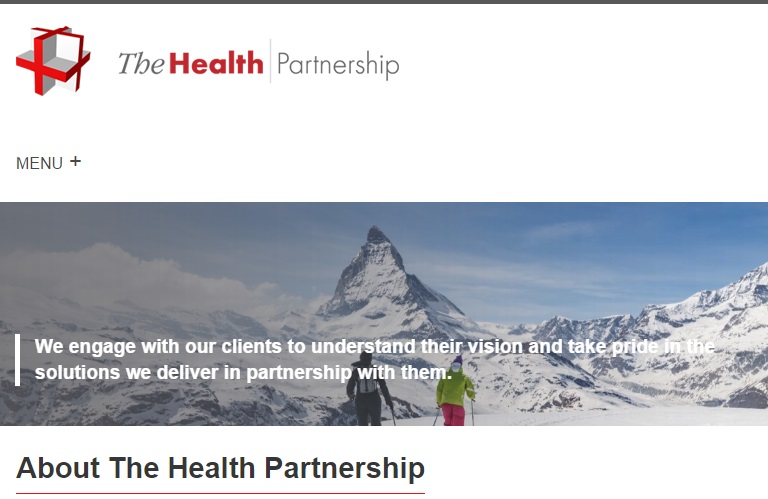 The Health Partnership
MENU +
We engage with our clients to understand their vision and take pride in the
solutions we deliver in partnership with them.
About The Health Partnership